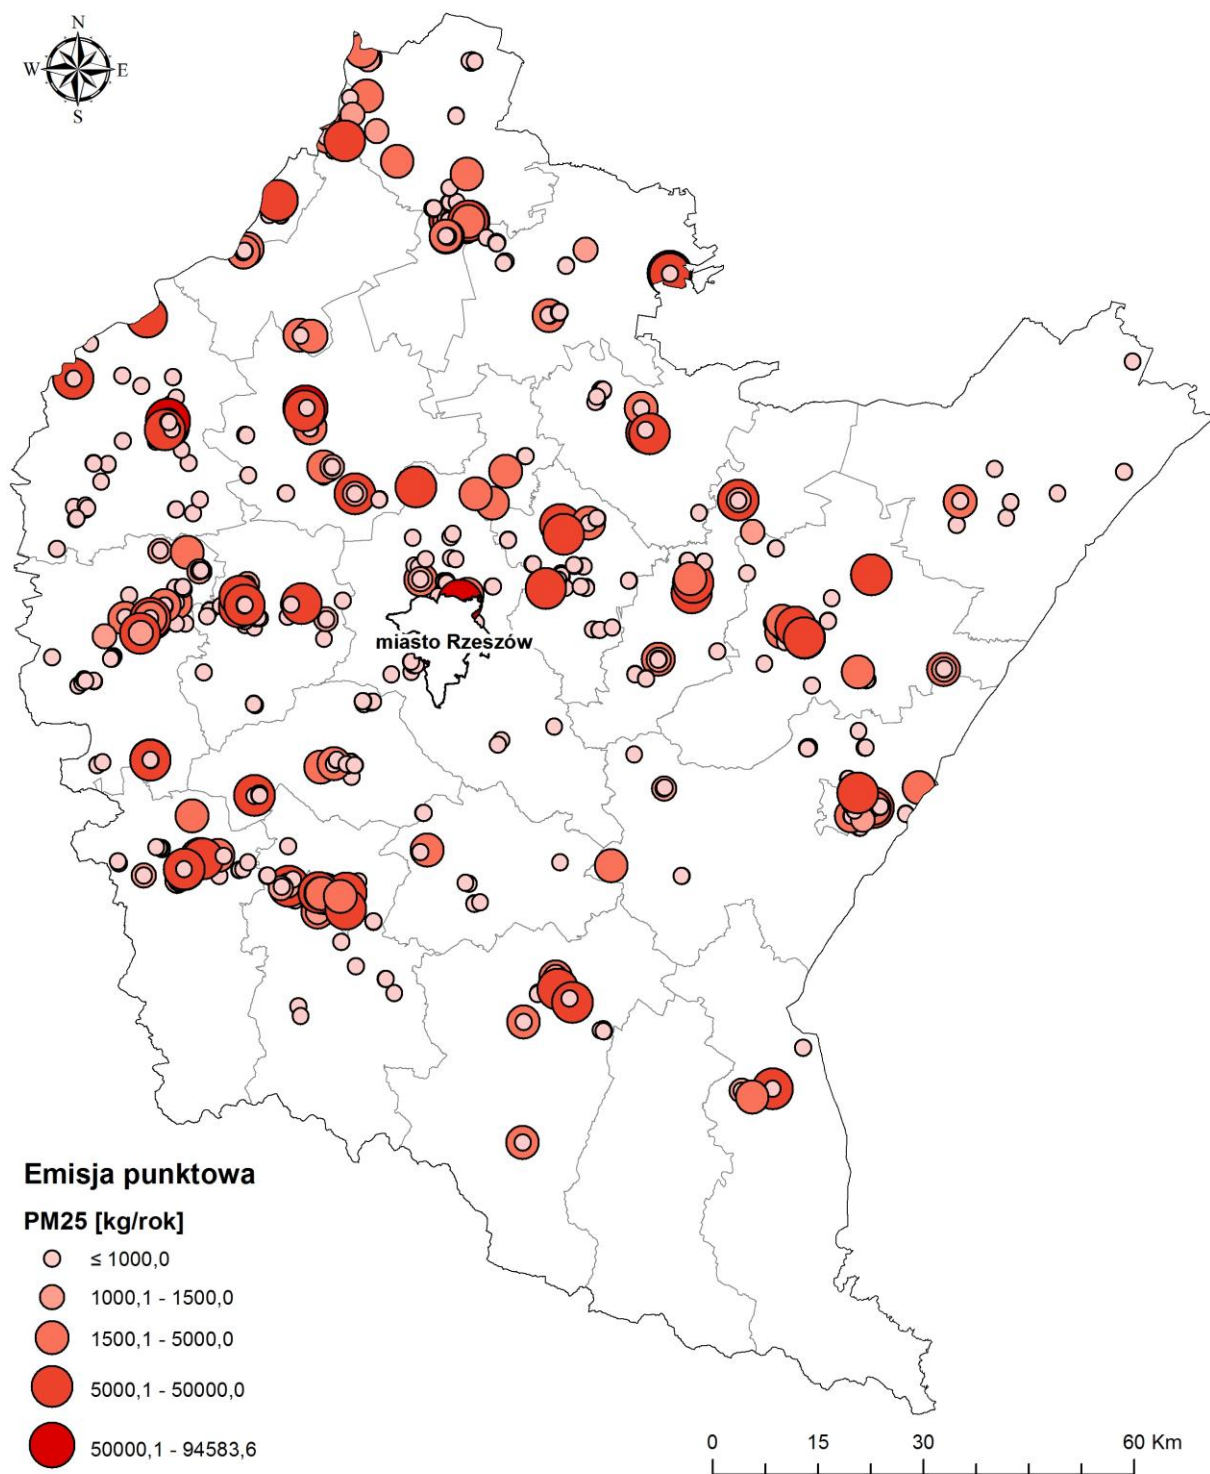 N
W E
S
miasto Rzeszów
Emisja punktowa
PM25 [kg/rok]
≤ 1000,0
1000,1 - 1500,0
1500,1 - 5000,0
5000,1 - 50000,0
50000,1 - 94583,6
0 15 30 60 Km